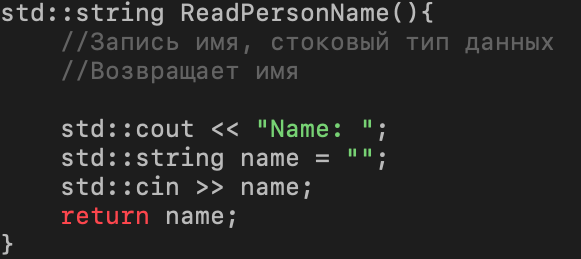 std::string ReadPersonName(){
//Запись имя, стоковый тип данных
//Возвращает имя
std::cout << "Name: ";
std::string name = "";
std::cin >> name;
return name;
}